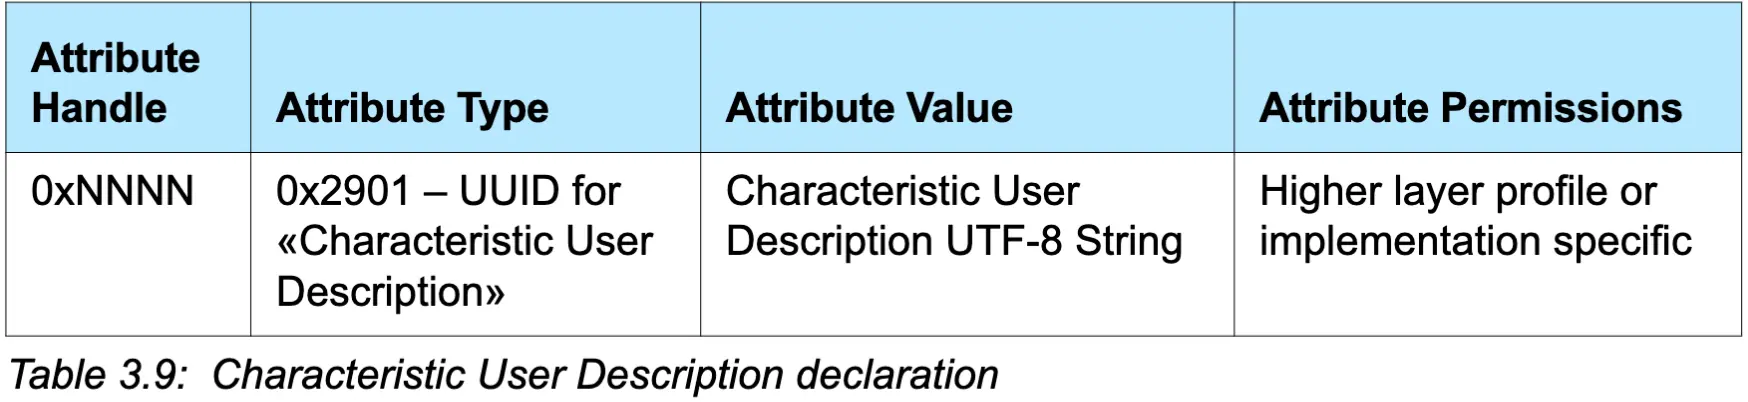 Attribute
Handle
Attribute Type
Attribute Value
Attribute Permissions
0xNNNN
0x2901 – UUID for
«Characteristic User
Description»
Characteristic User
Description UTF-8 String
Higher layer profile or
implementation specific
Table 3.9: Characteristic User Description declaration